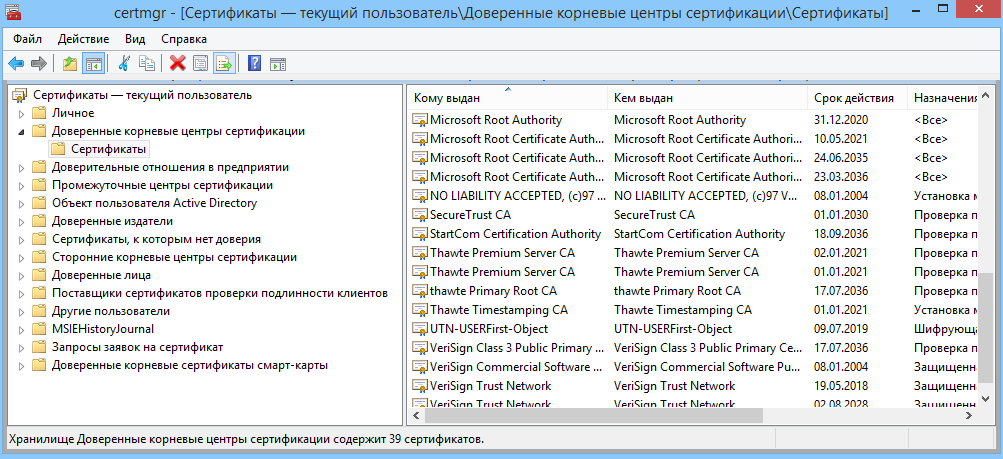 certmgr - [Сертификаты — текущий пользователь\Доверенные корневые центры сертификации\Сертификаты]
Файл Действие Вид Справка
Сертификаты — текущий пользователь
Личное
Доверенные корневые центры сертификации
Сертификаты
Доверительные отношения в предприятии
Промежуточные центры сертификации
Объект пользователя Active Directory
Доверенные издатели
Сертификаты, к которым нет доверия
Сторонние корневые центры сертификации
Доверенные лица
Поставщики сертификатов проверки подлинности клиентов
Другие пользователи
MSIEHistoryJournal
Запросы заявок на сертификат
Доверенные корневые сертификаты смарт-карты
Кому выдан Кем выдан Срок действия Назначения
Microsoft Root Authority Microsoft Root Authority 31.12.2020 <Все>
Microsoft Root Certificate Auth... Microsoft Root Certificate Authori... 10.05.2021 <Все>
Microsoft Root Certificate Auth... Microsoft Root Certificate Authori... 24.06.2035 <Все>
Microsoft Root Certificate Auth... Microsoft Root Certificate Authori... 23.03.2036 <Все>
NO LIABILITY ACCEPTED, (c)97 ... NO LIABILITY ACCEPTED, (c)97 V... 08.01.2004 Установка м
SecureTrust CA SecureTrust CA 01.01.2030 Проверка п
StartCom Certification Authority StartCom Certification Authority 18.09.2036 Проверка п
Thawte Premium Server CA Thawte Premium Server CA 02.01.2021 Проверка п
Thawte Premium Server CA Thawte Premium Server CA 01.01.2021 Проверка п
thawte Primary Root CA thawte Primary Root CA 17.07.2036 Проверка п
Thawte Timestamping CA Thawte Timestamping CA 01.01.2021 Установка м
UTN-USERFirst-Object UTN-USERFirst-Object 09.07.2019 Шифрующа
VeriSign Class 3 Public Primary ... VeriSign Class 3 Public Primary Ce... 17.07.2036 Проверка п
VeriSign Commercial Software ... VeriSign Commercial Software Pu... 08.01.2004 Защищенн
VeriSign Trust Network VeriSign Trust Network 19.05.2018 Защищенн
VeriSign Trust Network VeriSign Trust Network 02.08.2028 Защищенн
Хранилище Доверенные корневые центры сертификации содержит 39 сертификатов.